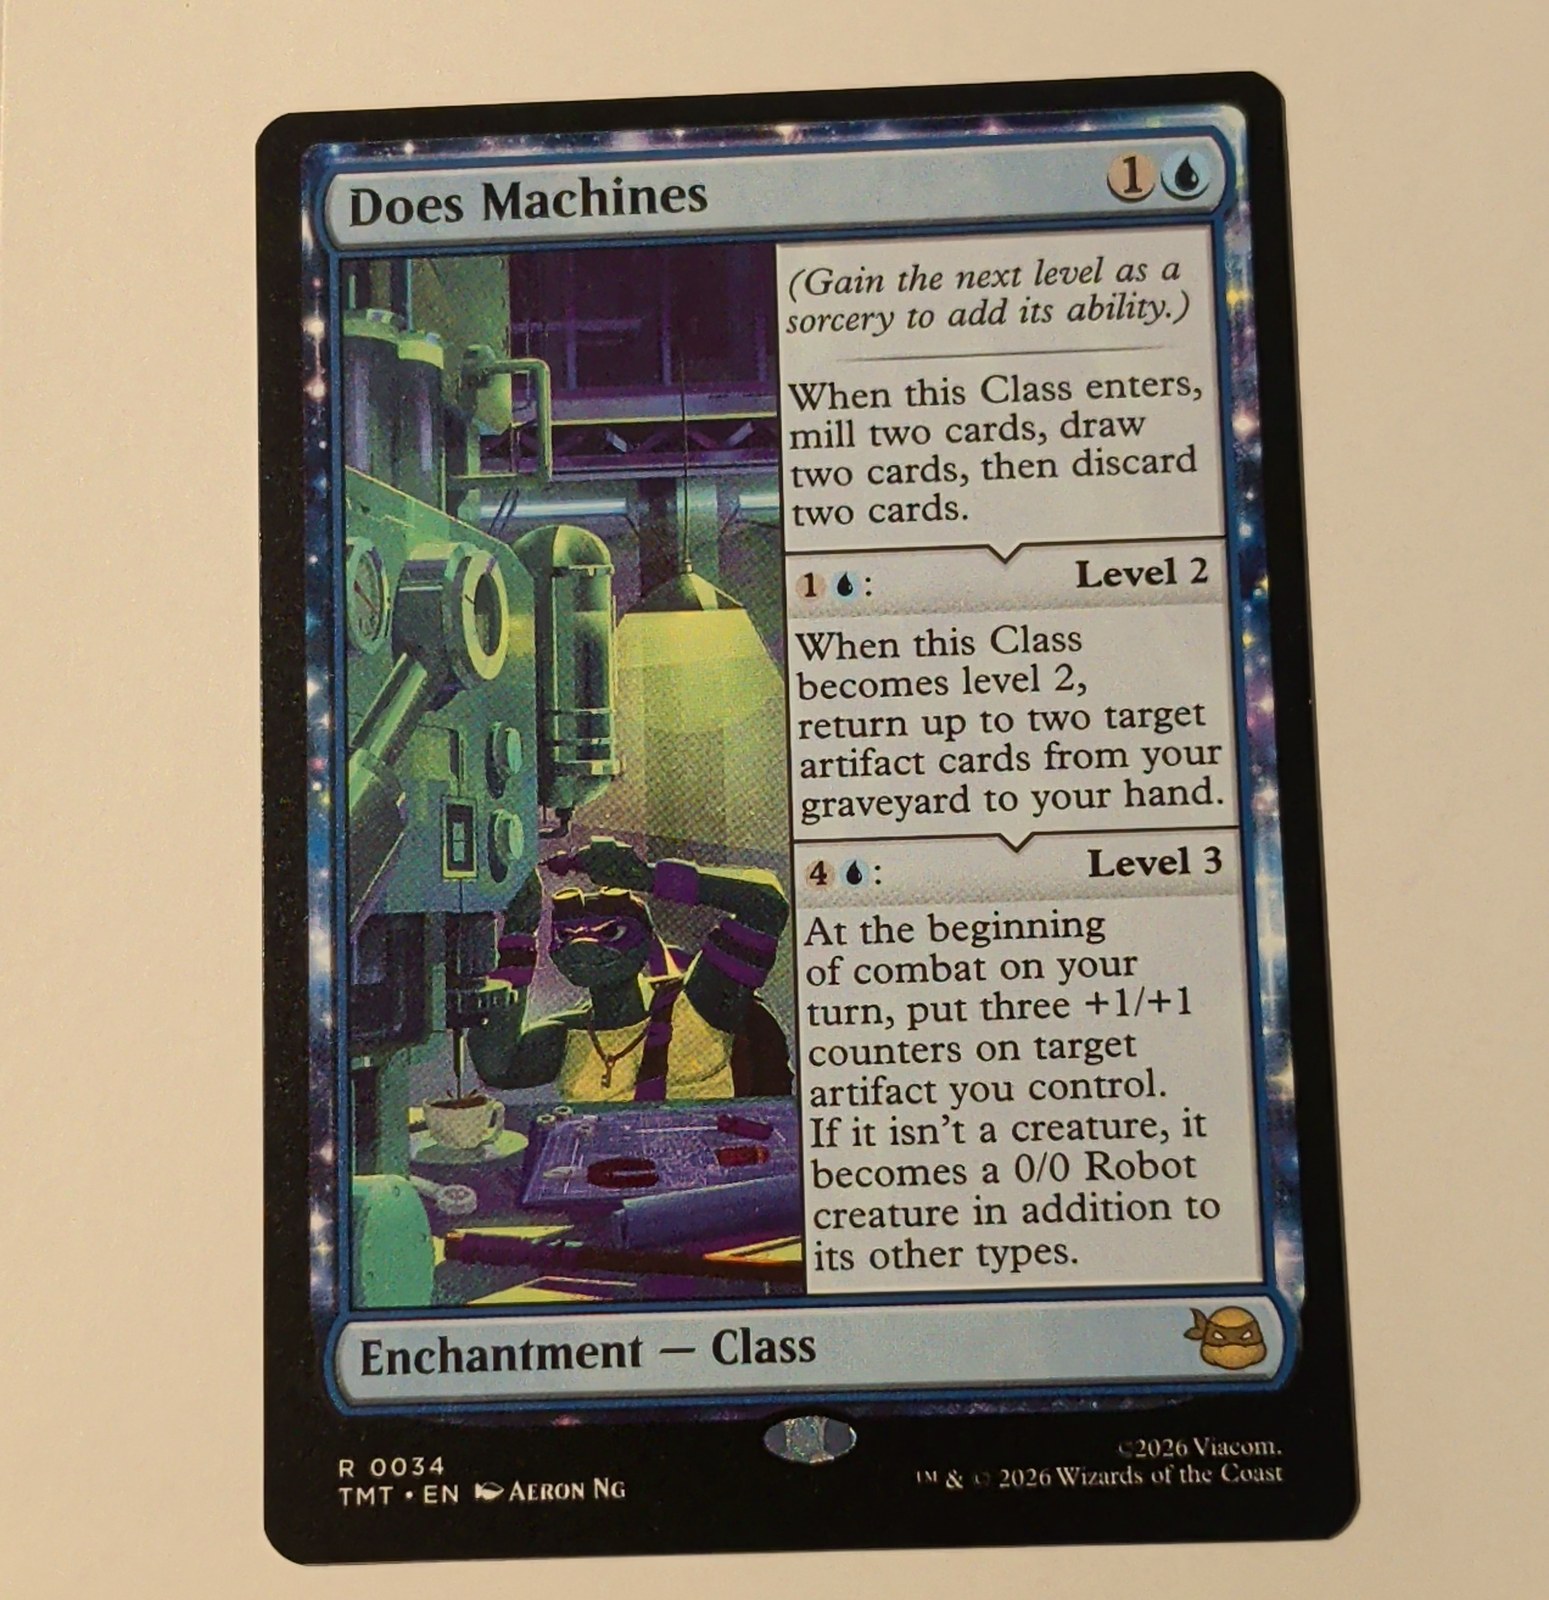 Does Machines
1
(Gain the next level as a
sorcery to add its ability.)
When this Class enters,
mill two cards, draw
two cards, then discard
two cards.
1 : Level 2
When this Class
becomes level 2,
return up to two target
artifact cards from your
graveyard to your hand.
4 : Level 3
At the beginning
of combat on your
turn, put three +1/+1
counters on target
artifact you control.
If it isn't a creature, it
becomes a 0/0 Robot
creature in addition to
its other types.
Enchantment — Class
R 0034
TMT • EN AERON NG
©2026 Viacom.
™ & © 2026 Wizards of the Coast